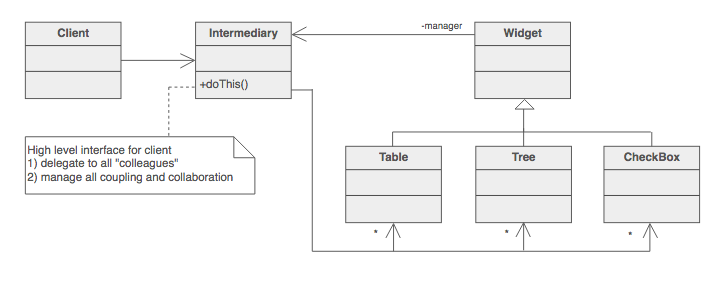 Client
Intermediary
-manager
Widget
+doThis()
High level interface for client
1) delegate to all "colleagues"
2) manage all coupling and collaboration
Table
Tree
CheckBox
*
*
*